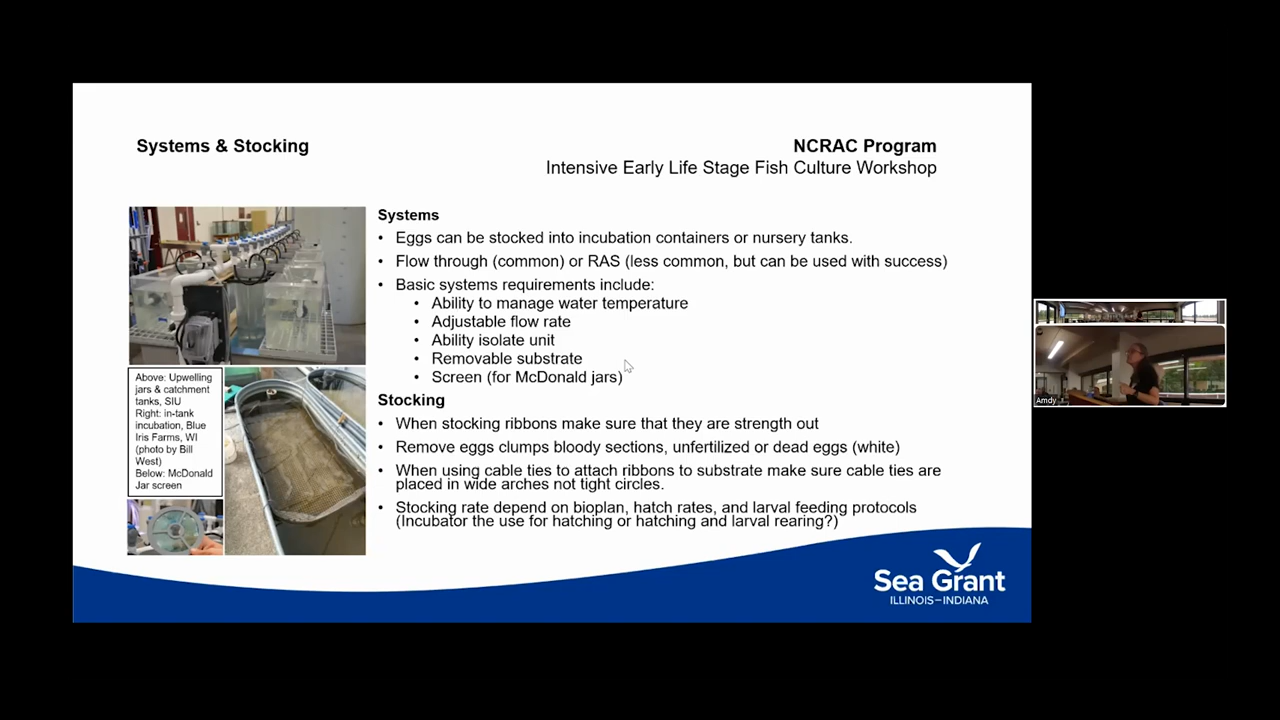 Systems & Stocking
NCRAC Program
Intensive Early Life Stage Fish Culture Workshop
Systems
• Eggs can be stocked into incubation containers or nursery tanks.
• Flow through (common) or RAS (less common, but can be used with success)
• Basic systems requirements include:
• Ability to manage water temperature
• Adjustable flow rate
• Ability isolate unit
• Removable substrate
• Screen (for McDonald jars)
Stocking
• When stocking ribbons make sure that they are strength out
• Remove eggs clumps bloody sections, unfertilized or dead eggs (white)
• When using cable ties to attach ribbons to substrate make sure cable ties are
placed in wide arches not tight circles.
• Stocking rate depend on bioplan, hatch rates, and larval feeding protocols
(Incubator the use for hatching or hatching and larval rearing?)
Above: Upwelling
jars & catchment
tanks, SIU
Right: in-tank
incubation, Blue
Iris Farms, WI
(photo by Bill
West)
Below: McDonald
Jar screen
Sea Grant
ILLINOIS–INDIANA
Amdy